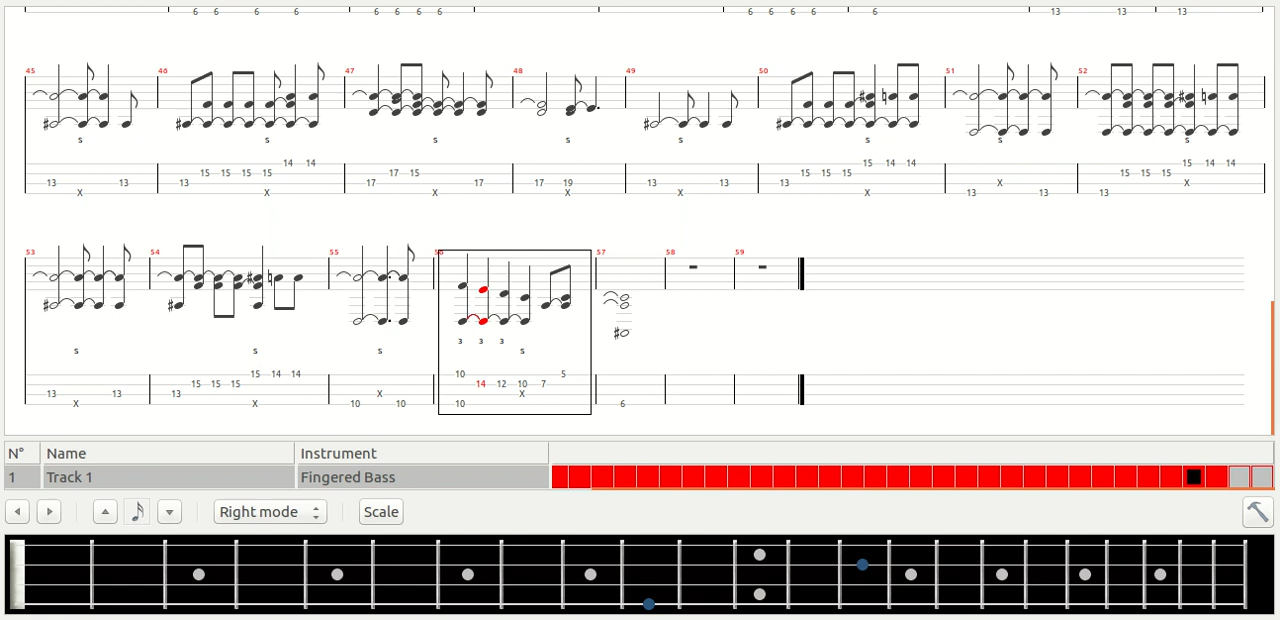 6 6 6 6 6 6 6 6 6 6 6 6 6 13 13 13
45 46 47 48 49 50 51 52
s s s s s s s s
14 14 15 14 14 15 14 14
15 15 15 15 17 15 15 15 15 15 15 15
13 13 13 17 17 17 19 13 13 13 X X
X X X X X X 13 13 13
53 54 55 56 57 58 59
3 3 3
s s s s
15 14 14 10 5
15 15 15 14 12 10 7
13 13 13 X X
X X 10 10 10 6
N° Name Instrument
1 Track 1 Fingered Bass
Right mode Scale